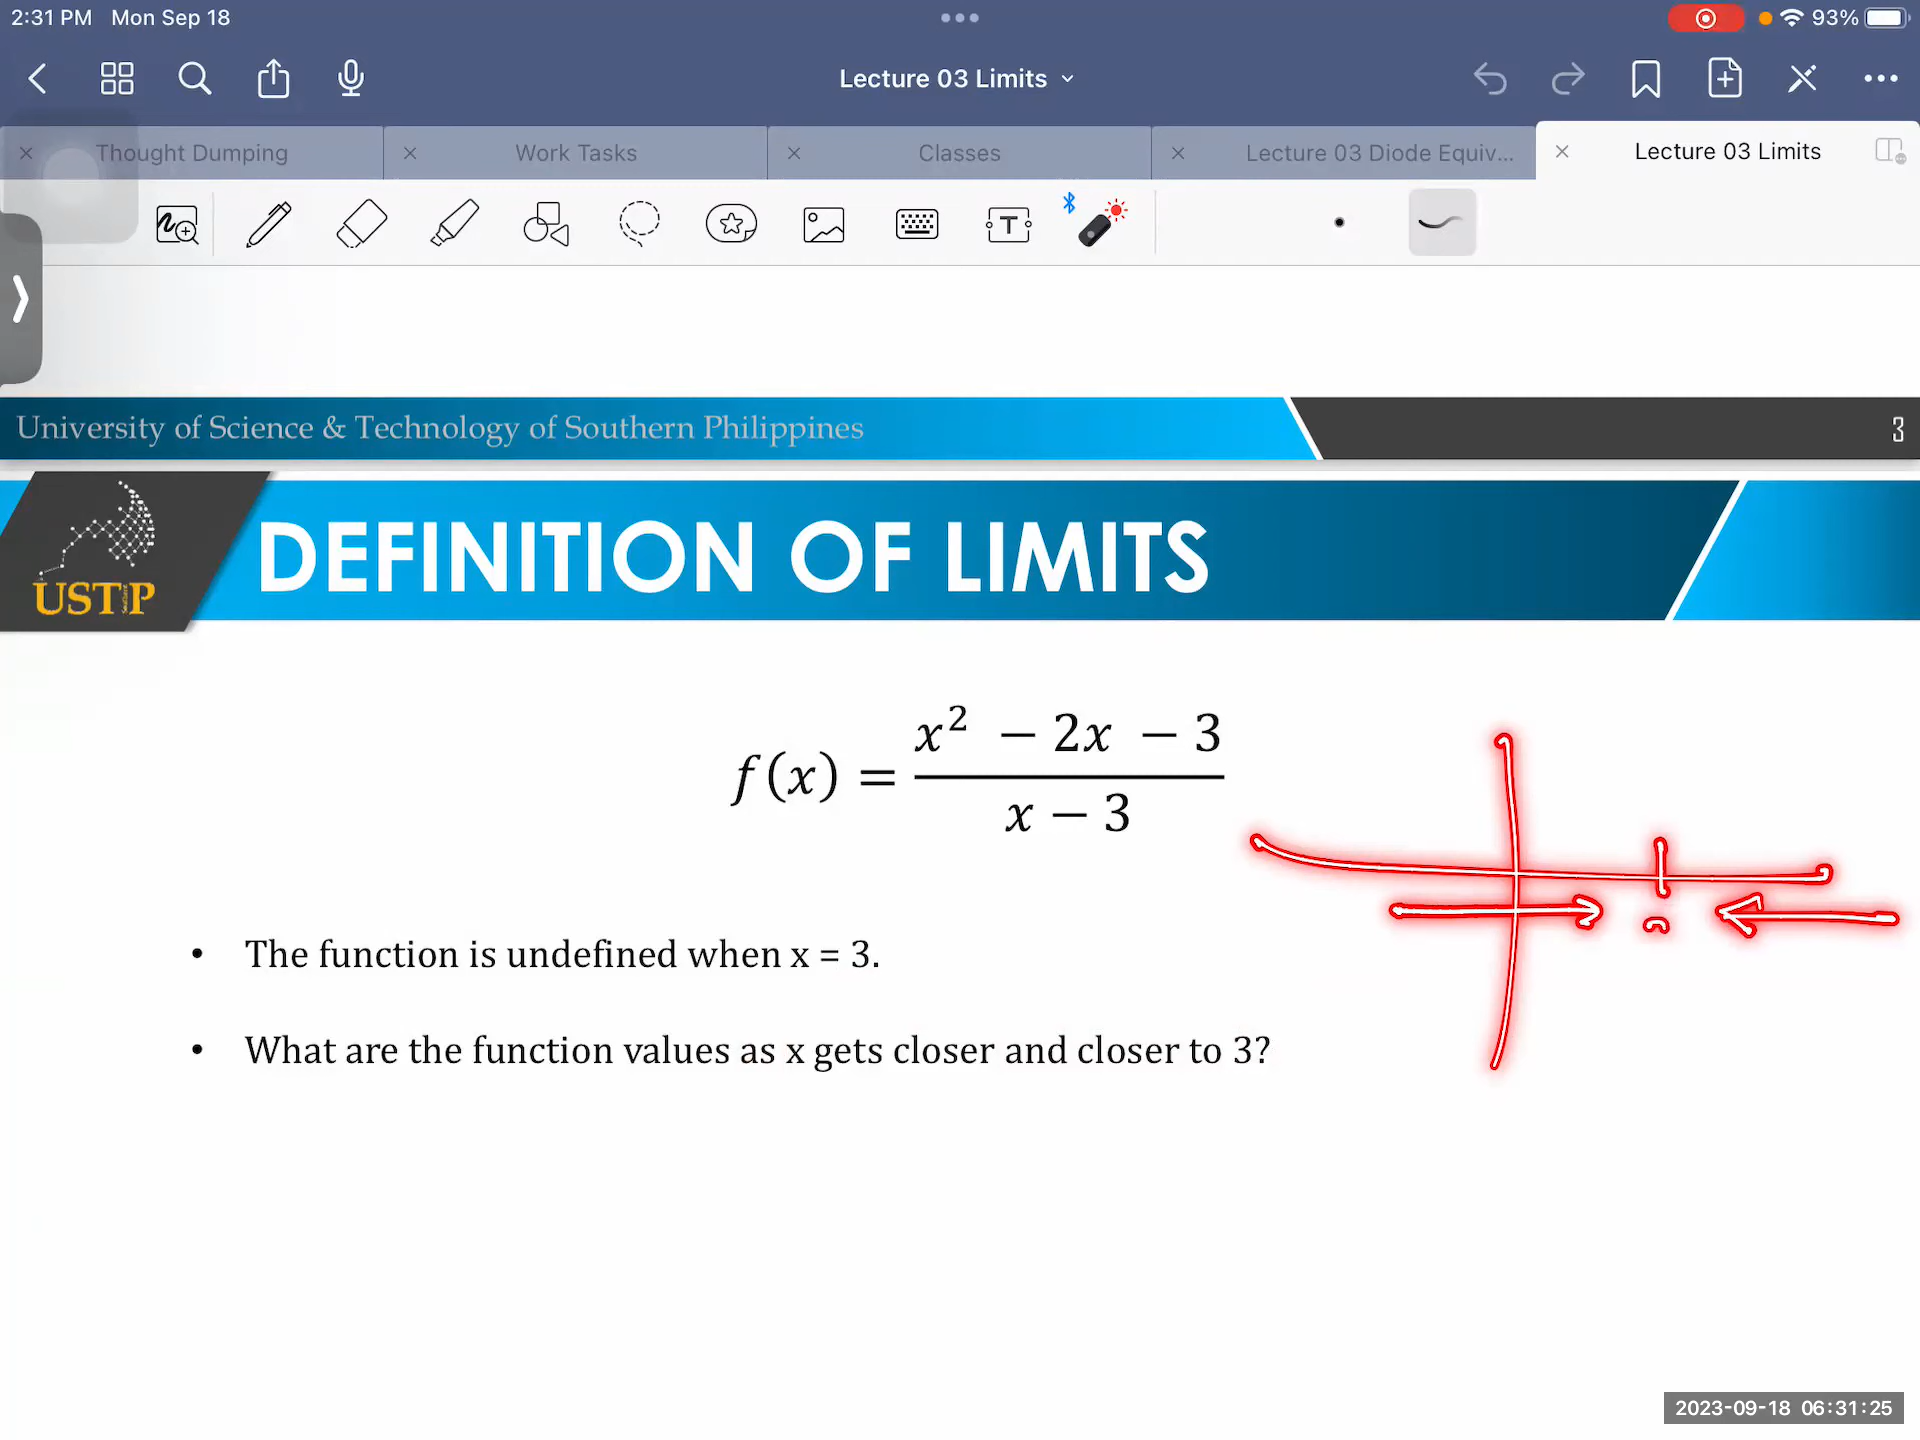 2:31 PM Mon Sep 18
93%
Lecture 03 Limits
Thought Dumping
Work Tasks
Classes
Lecture 03 Diode Equiv...
Lecture 03 Limits
T
University of Science & Technology of Southern Philippines
3
USTP
DEFINITION OF LIMITS
f(x) = (x² − 2x − 3) / (x − 3)
• The function is undefined when x = 3.
• What are the function values as x gets closer and closer to 3?
2023-09-18 06:31:25